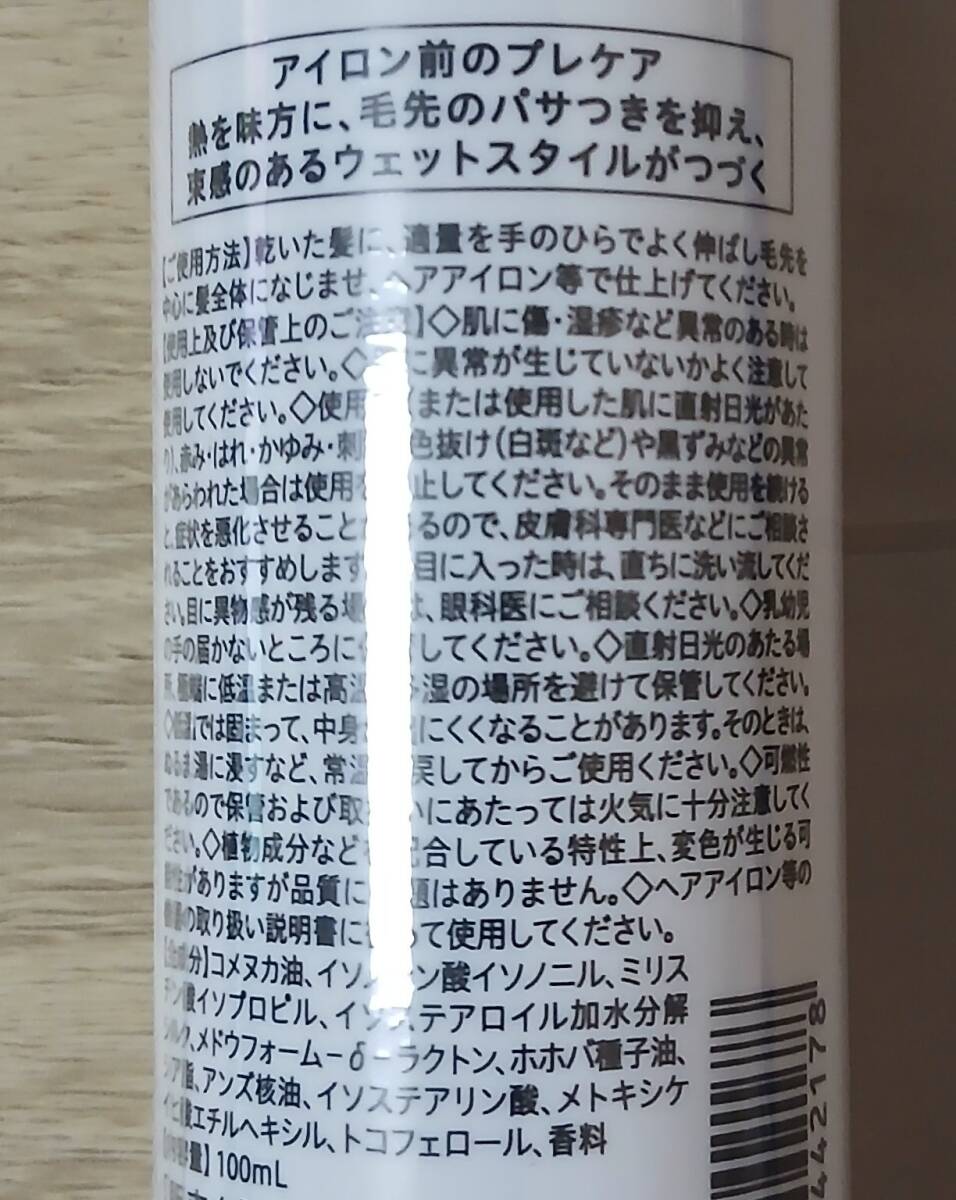 アイロン前のプレケア
熱を味方に、毛先のパサつきを抑え、
束感のあるウェットスタイルがつづく
【ご使用方法】乾いた髪に、適量を手のひらでよく伸ばし毛先を
中心に髪全体になじませ、ヘアアイロン等で仕上げてください。
【使用上及び保管上のご注意】◇肌に傷・湿疹など異常のある時は
使用しないでください。◇ に異常が生じていないかよく注意して
使用してください。◇使用 または使用した肌に直射日光があた
り、赤み・はれ・かゆみ・刺 色抜け(白斑など)や黒ずみなどの異常
があらわれた場合は使用を 止してください。そのまま使用を続ける
と、症状を悪化させること あるので、皮膚科専門医などにご相談さ
れることをおすすめします 目に入った時は、直ちに洗い流してくだ
さい。目に異物感が残る場 は、眼科医にご相談ください。◇乳幼児
の手の届かないところに してください。◇直射日光のあたる場
所、極端に低温または高温 多湿の場所を避けて保管してください。
◇低温では固まって、中身が 出にくくなることがあります。そのときは、
ぬるま湯に浸すなど、常温 戻してからご使用ください。◇可燃性
であるので保管および取 いにあたっては火気に十分注意してく
ださい。◇植物成分などを 配合している特性上、変色が生じる可
能性がありますが品質に 題はありません。◇ヘアアイロン等の
機器の取り扱い説明書に って使用してください。
【全成分】コメヌカ油、イソノナン酸イソノニル、ミリス
チン酸イソプロピル、イソステアロイル加水分解
シルク、メドウフォーム-δ-ラクトン、ホホバ種子油、
シア脂、アンズ核油、イソステアリン酸、メトキシケ
イヒ酸エチルヘキシル、トコフェロール、香料
【内容量】100mL
442178